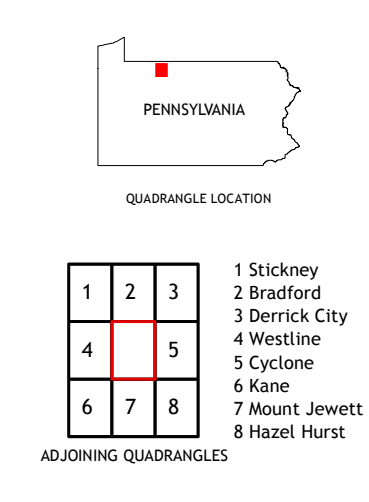 PENNSYLVANIA
QUADRANGLE LOCATION
1 2 3
4 5
6 7 8
1 Stickney
2 Bradford
3 Derrick City
4 Westline
5 Cyclone
6 Kane
7 Mount Jewett
8 Hazel Hurst
ADJOINING QUADRANGLES